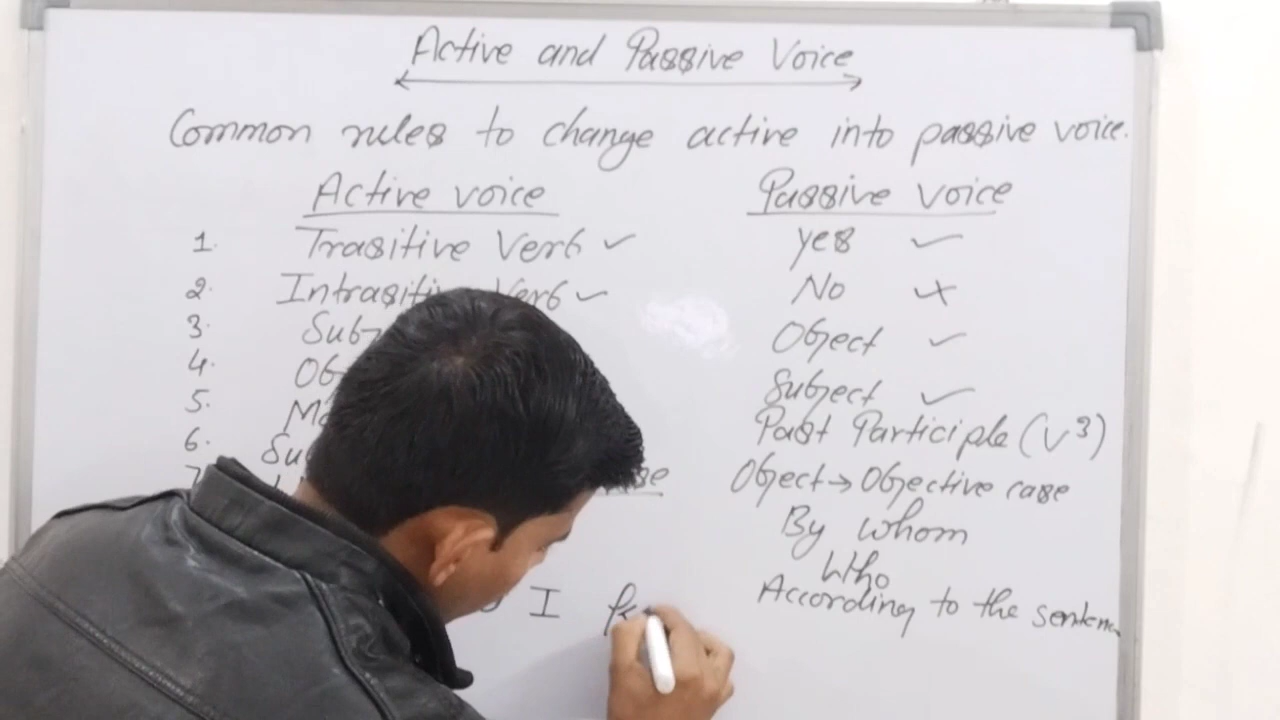 Active and Passive Voice
Common rules to change active into passive voice.
Active voice Passive voice
1. Trasitive Verb ✓ Yes ✓
2. Intrasitive Verb ✓ No ×
3. Object ✓
4. Subject ✓
5. Past Participle (V³)
6. Object → Objective case
7. By whom
Who
I According to the sentence